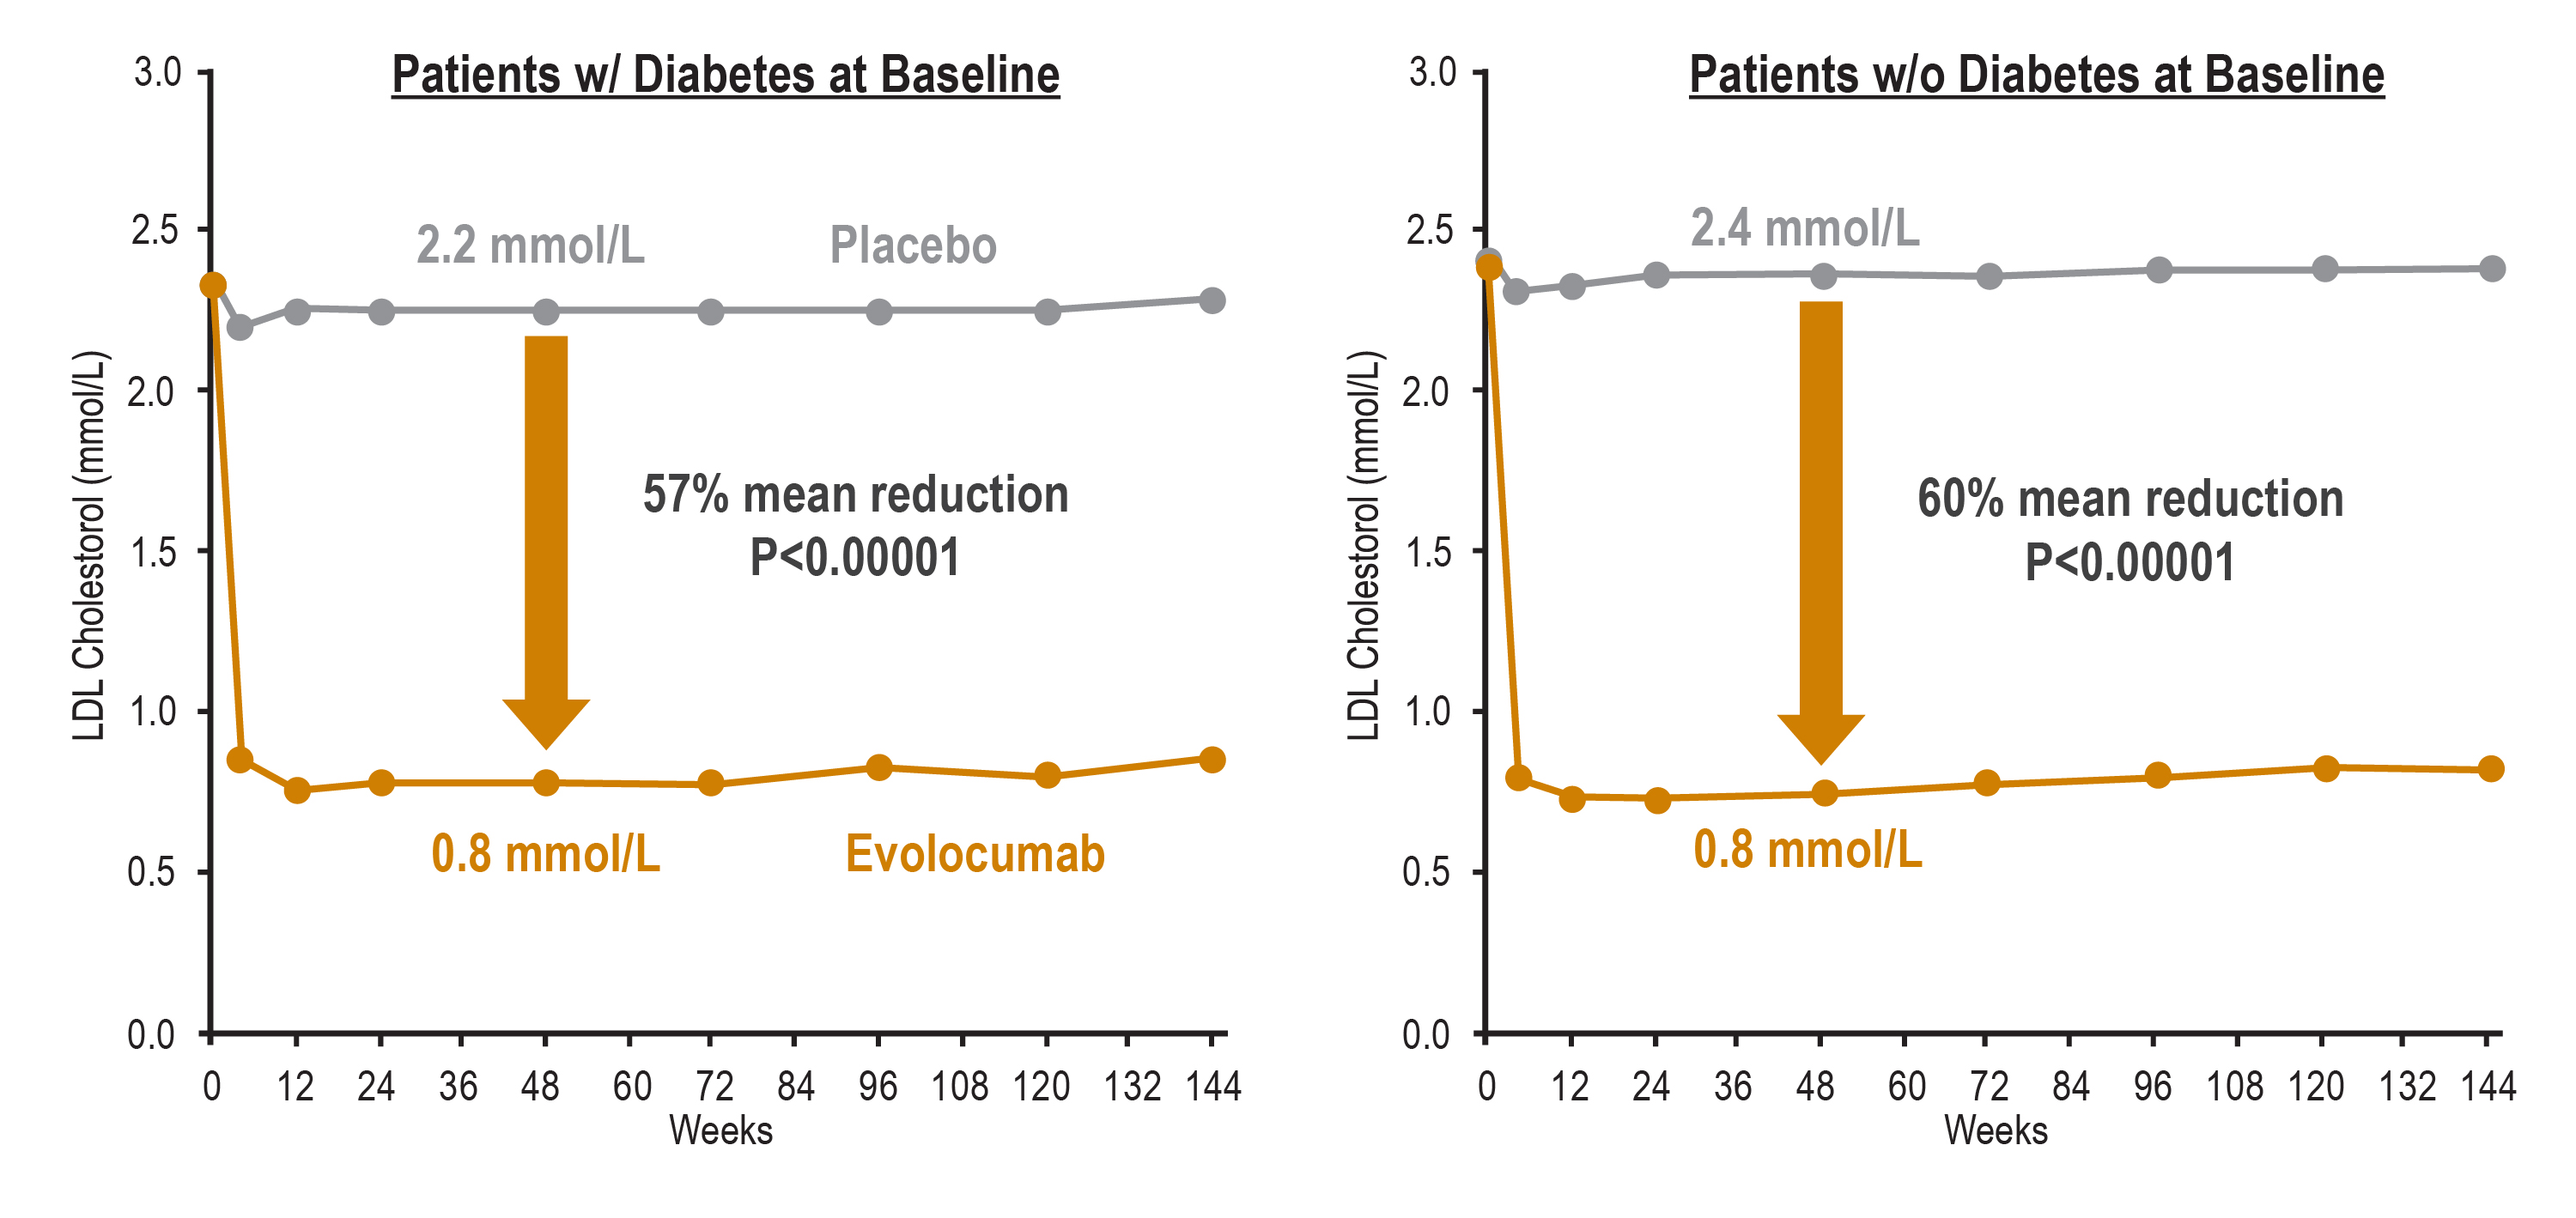 Patients w/ Diabetes at Baseline
3.0
2.5
2.0
1.5
1.0
0.5
0.0
LDL Cholestorol (mmol/L)
2.2 mmol/L
Placebo
57% mean reduction
P<0.00001
0.8 mmol/L
Evolocumab
0 12 24 36 48 60 72 84 96 108 120 132 144
Weeks
Patients w/o Diabetes at Baseline
3.0
2.5
2.0
1.5
1.0
0.5
0.0
LDL Cholestorol (mmol/L)
2.4 mmol/L
60% mean reduction
P<0.00001
0.8 mmol/L
0 12 24 36 48 60 72 84 96 108 120 132 144
Weeks